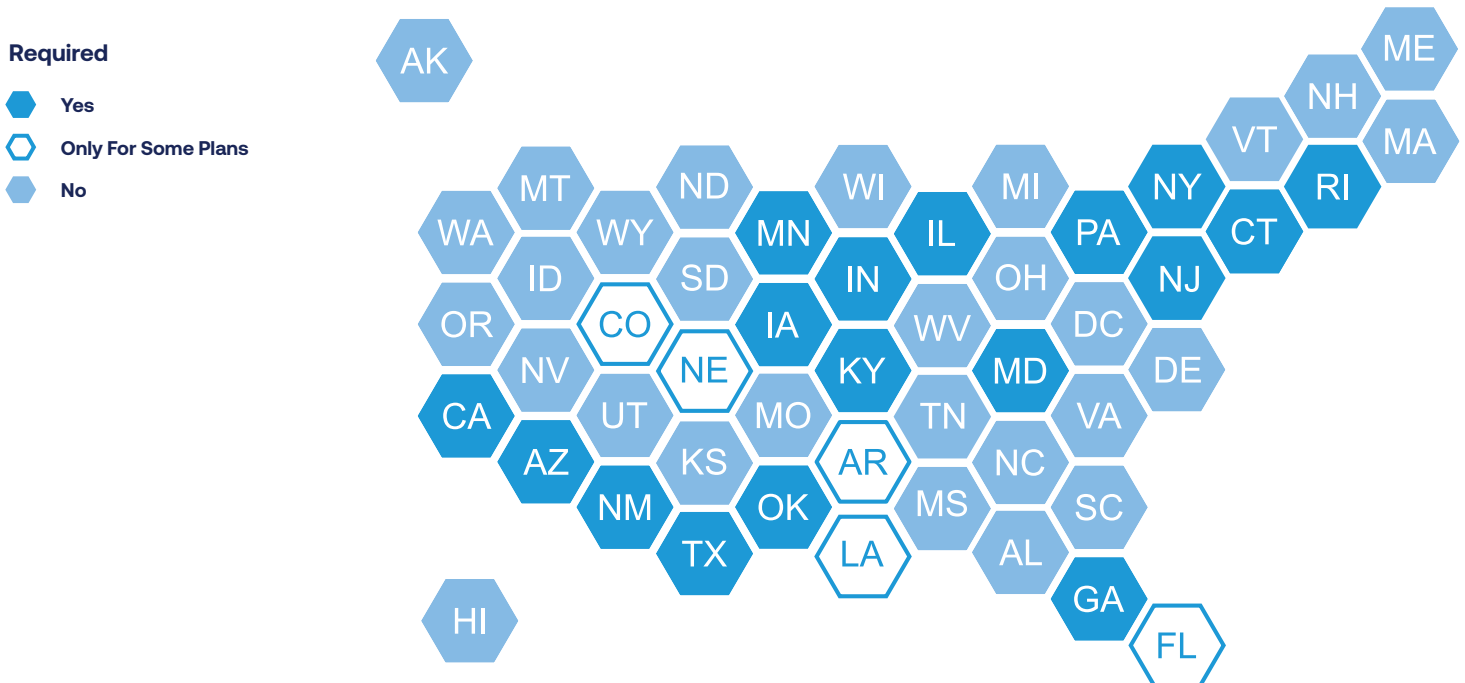 Required
Yes
Only For Some Plans
No
AK
ME
NH
VT
MA
MT
ND
WI
MI
NY
RI
WA
WY
MN
IL
PA
CT
ID
SD
IN
OH
NJ
OR
CO
IA
WV
DC
NV
NE
KY
MD
DE
CA
UT
MO
TN
VA
AZ
KS
AR
NC
NM
OK
MS
SC
TX
LA
AL
GA
HI
FL